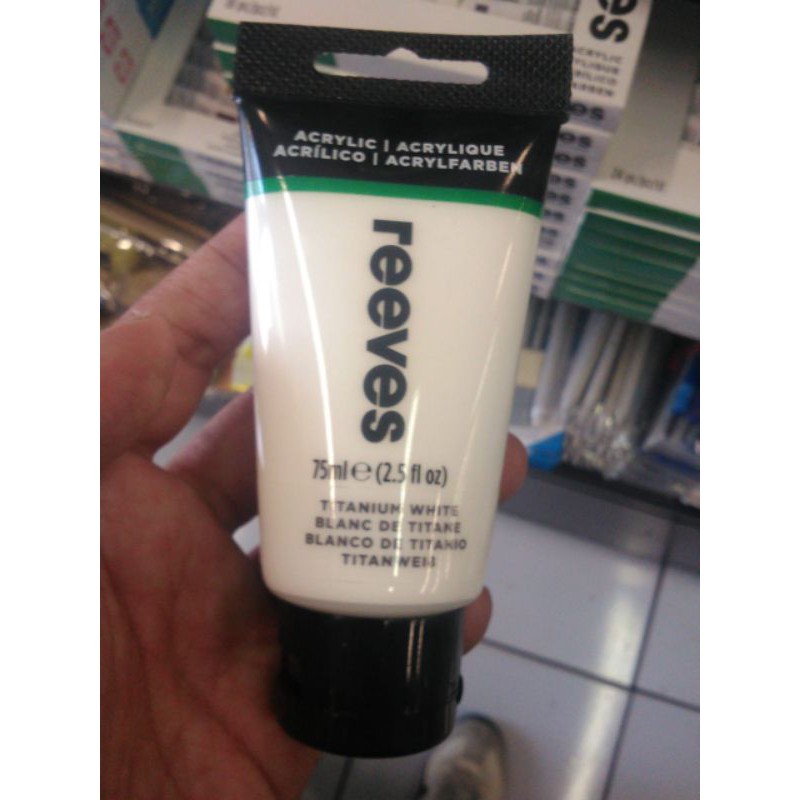 ACRYLIC | ACRYLIQUE
ACRÍLICO | ACRYLFARBEN
reeves
75ml e (2.5 fl oz)
TITANIUM WHITE
BLANC DE TITANE
BLANCO DE TITANIO
TITANWEIß